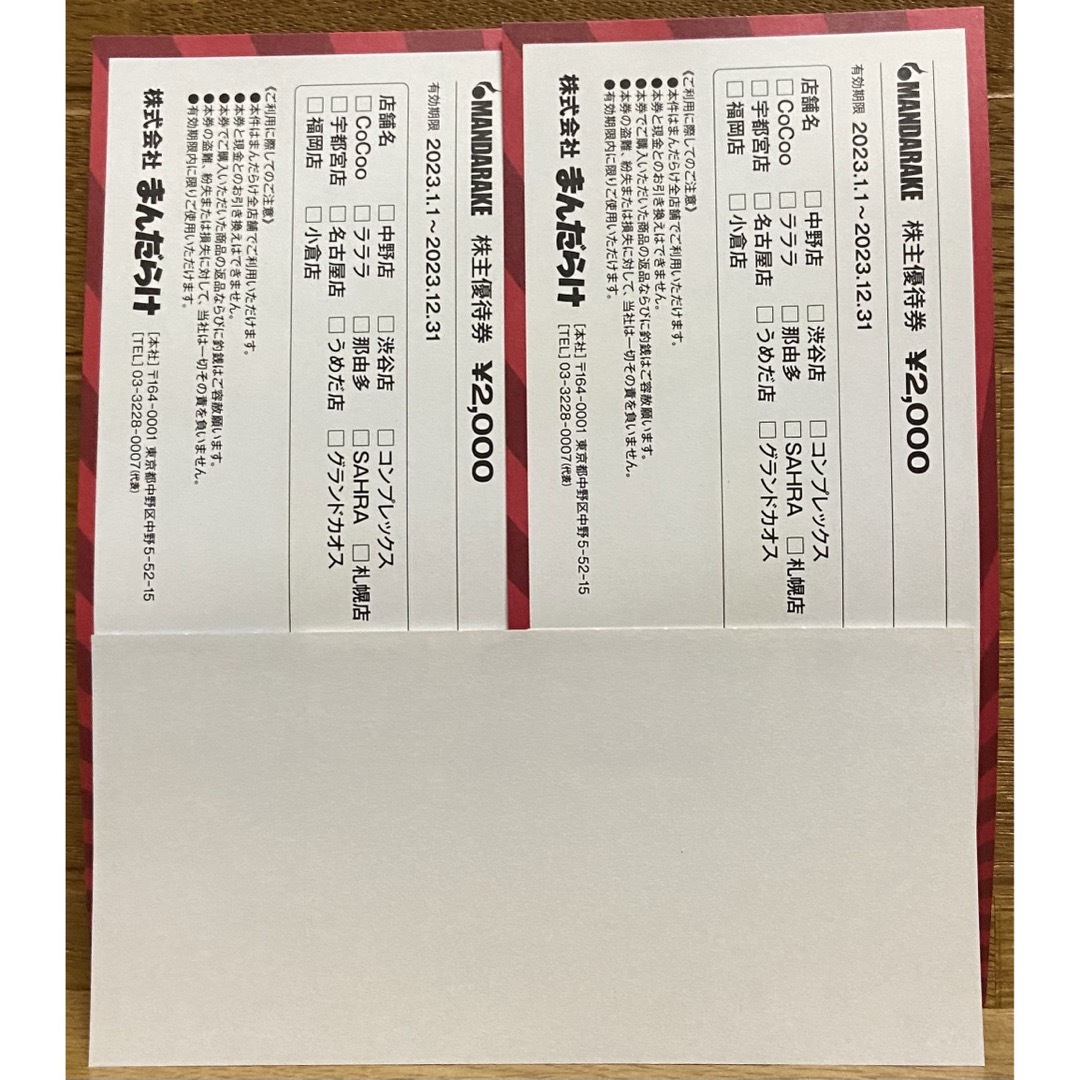 MANDARAKE 株主優待券 ¥2,000
有効期限 2023.1.1〜2023.12.31
店舗名 □中野店 □渋谷店 □コンプレックス
□CoCoo □ラララ □那由多 □SAHRA □札幌店
□宇都宮店 □名古屋店 □うめだ店 □グランドカオス
□福岡店 □小倉店
《ご利用に際してのご注意》
●本件はまんだらけ全店舗でご利用いただけます。
●本券と現金とのお引き換えはできません。
●本券でご購入いただいた商品の返品ならびに釣銭はご容赦願います。
●本券の盗難、紛失または損失に対して、当社は一切その責を負いません。
●有効期限内に限りご使用いただけます。
株式会社 まんだらけ
[本社] 〒164-0001 東京都中野区中野5-52-15
[TEL] 03-3228-0007(代表)
MANDARAKE 株主優待券 ¥2,000
有効期限 2023.1.1〜2023.12.31
店舗名 □中野店 □渋谷店 □コンプレックス
□CoCoo □ラララ □那由多 □SAHRA □札幌店
□宇都宮店 □名古屋店 □うめだ店 □グランドカオス
□福岡店 □小倉店
《ご利用に際してのご注意》
●本件はまんだらけ全店舗でご利用いただけます。
●本券と現金とのお引き換えはできません。
●本券でご購入いただいた商品の返品ならびに釣銭はご容赦願います。
●本券の盗難、紛失または損失に対して、当社は一切その責を負いません。
●有効期限内に限りご使用いただけます。
株式会社 まんだらけ
[本社] 〒164-0001 東京都中野区中野5-52-15
[TEL] 03-3228-0007(代表)